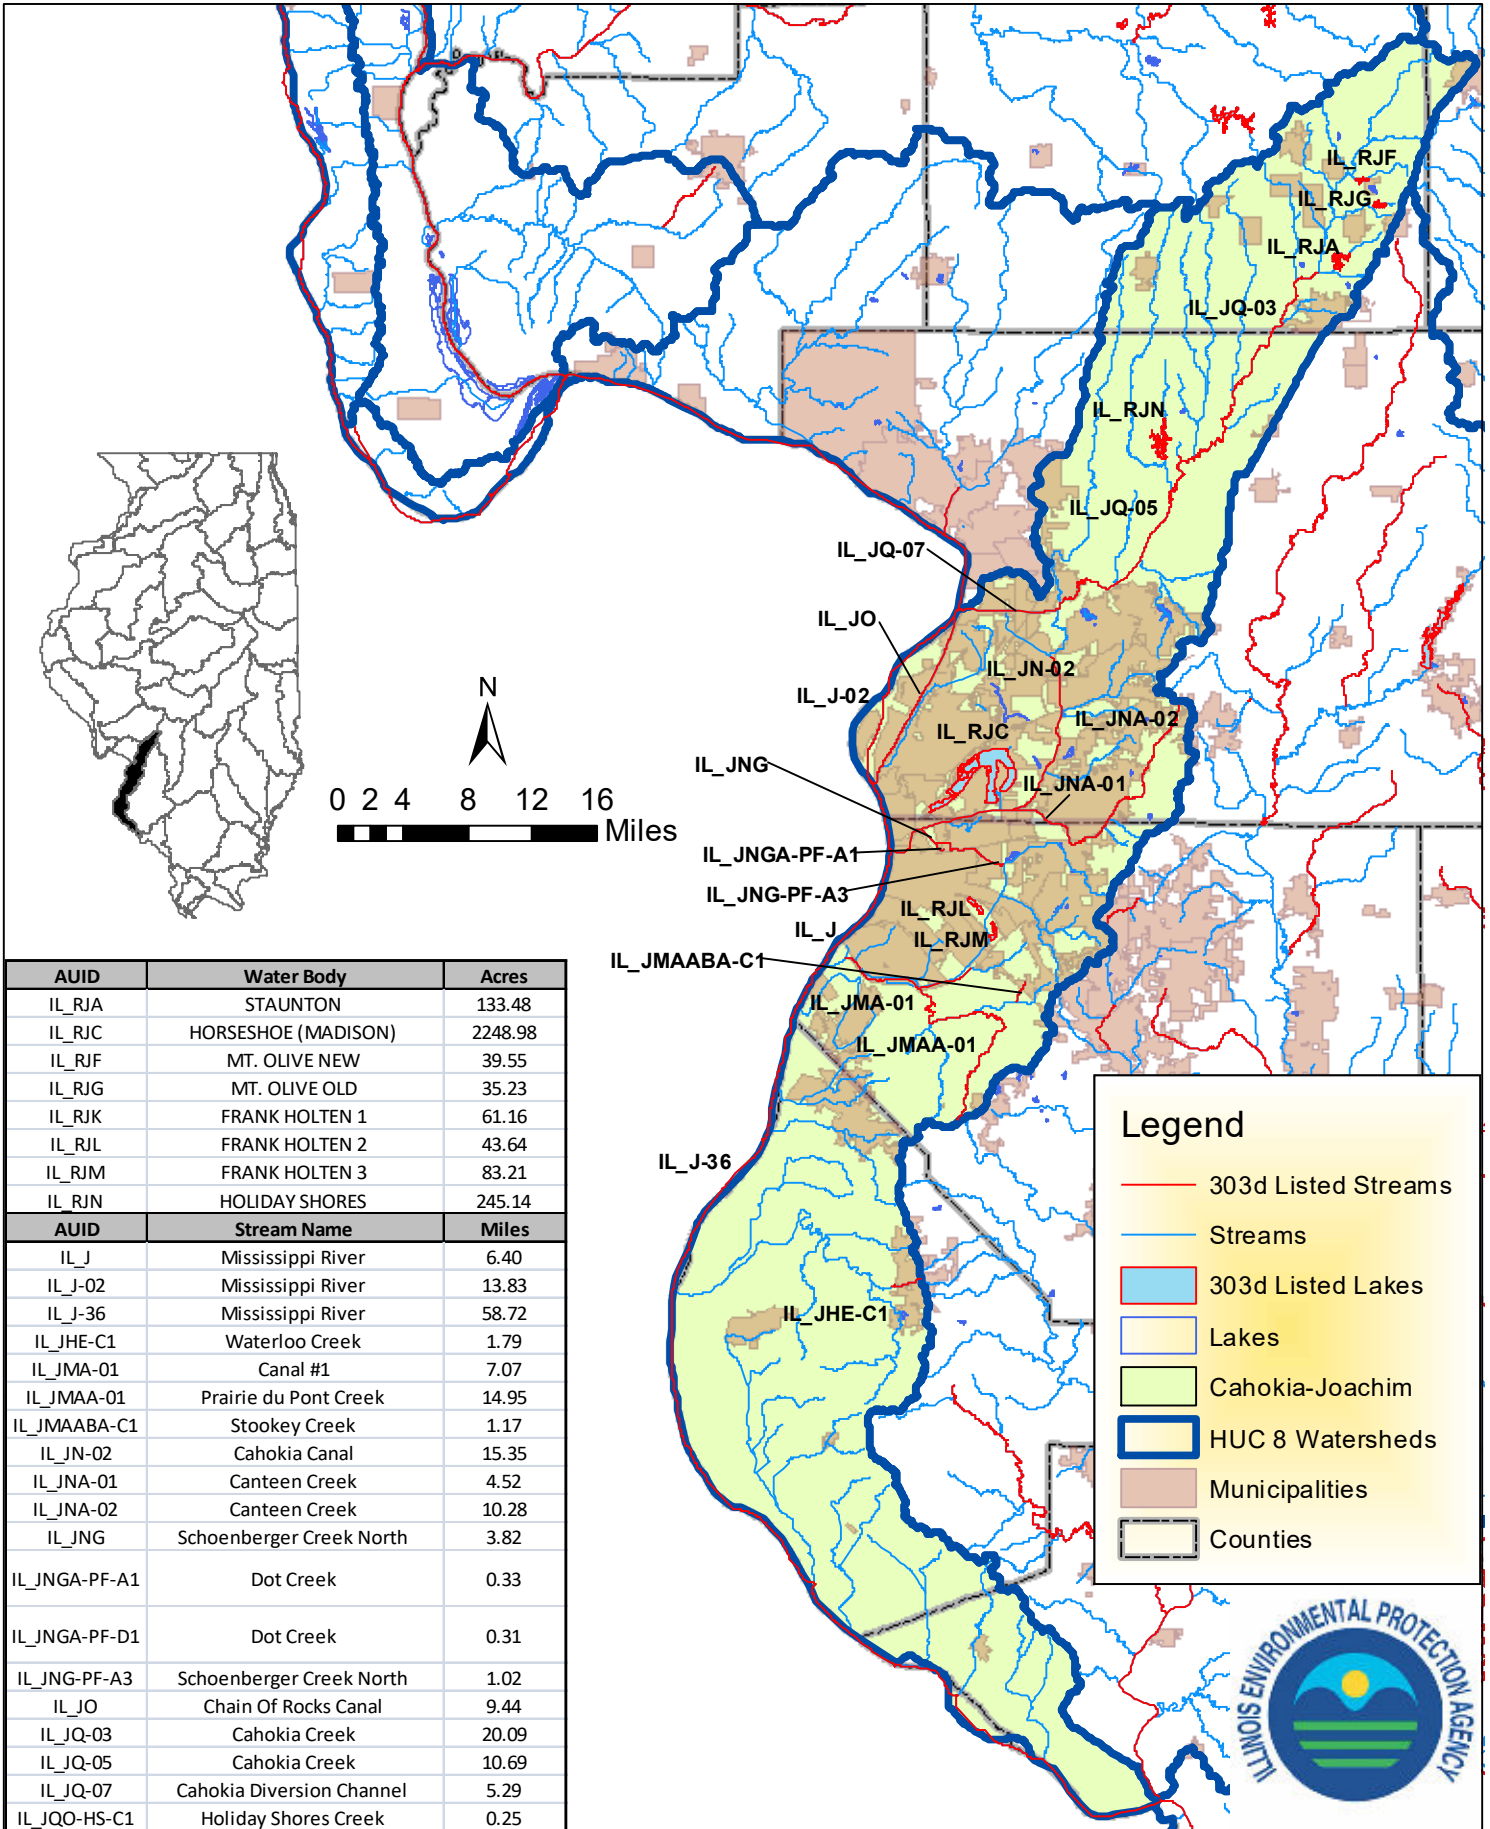 IL_RJF
IL_RJG
IL_RJA
IL_JQ-03
IL_RJN
IL_JQ-05
IL_JQ-07
IL_JO
IL_JN-02
IL_J-02
IL_JNA-02
IL_RJC
IL_JNG
IL_JNA-01
IL_JNGA-PF-A1
IL_JNG-PF-A3
IL_RJL
IL_J
IL_RJM
IL_JMAABA-C1
IL_JMA-01
IL_JMAA-01
IL_J-36
IL_JHE-C1
N
0 2 4 8 12 16
Miles
AUID Water Body Acres
IL_RJA STAUNTON 133.48
IL_RJC HORSESHOE (MADISON) 2248.98
IL_RJF MT. OLIVE NEW 39.55
IL_RJG MT. OLIVE OLD 35.23
IL_RJK FRANK HOLTEN 1 61.16
IL_RJL FRANK HOLTEN 2 43.64
IL_RJM FRANK HOLTEN 3 83.21
IL_RJN HOLIDAY SHORES 245.14
AUID Stream Name Miles
IL_J Mississippi River 6.40
IL_J-02 Mississippi River 13.83
IL_J-36 Mississippi River 58.72
IL_JHE-C1 Waterloo Creek 1.79
IL_JMA-01 Canal #1 7.07
IL_JMAA-01 Prairie du Pont Creek 14.95
IL_JMAABA-C1 Stookey Creek 1.17
IL_JN-02 Cahokia Canal 15.35
IL_JNA-01 Canteen Creek 4.52
IL_JNA-02 Canteen Creek 10.28
IL_JNG Schoenberger Creek North 3.82
IL_JNGA-PF-A1 Dot Creek 0.33
IL_JNGA-PF-D1 Dot Creek 0.31
IL_JNG-PF-A3 Schoenberger Creek North 1.02
IL_JO Chain Of Rocks Canal 9.44
IL_JQ-03 Cahokia Creek 20.09
IL_JQ-05 Cahokia Creek 10.69
IL_JQ-07 Cahokia Diversion Channel 5.29
IL_JQO-HS-C1 Holiday Shores Creek 0.25
Legend
303d Listed Streams
Streams
303d Listed Lakes
Lakes
Cahokia-Joachim
HUC 8 Watersheds
Municipalities
Counties
ILLINOIS ENVIRONMENTAL PROTECTION AGENCY